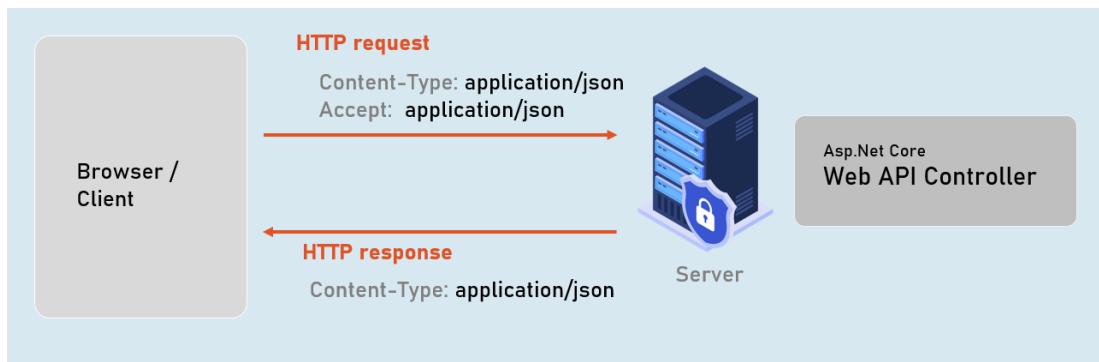 HTTP request
Content-Type: application/json
Accept: application/json
Browser /
Client
Asp.Net Core
Web API Controller
HTTP response
Server
Content-Type: application/json